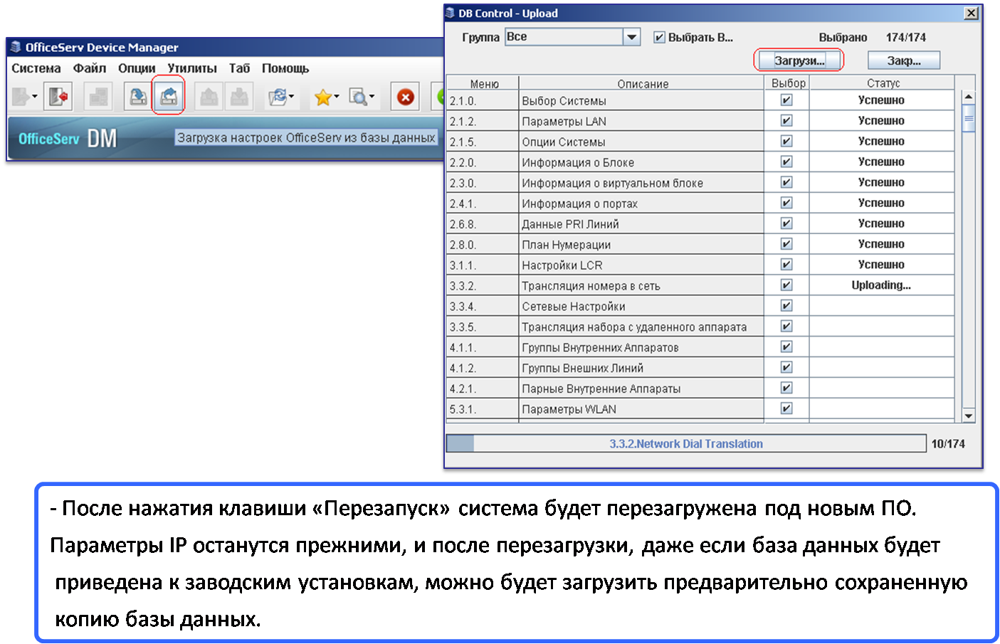 OfficeServ Device Manager
Система Файл Опции Утилиты Таб Помощь
OfficeServ DM
Загрузка настроек OfficeServ из базы данных
DB Control - Upload
Группа Все Выбрать В... Выбрано 174/174
Загрузи... Закр...
Меню Описание Выбор Статус
2.1.0. Выбор Системы Успешно
2.1.2. Параметры LAN Успешно
2.1.5. Опции Системы Успешно
2.2.0. Информация о Блоке Успешно
2.3.0. Информация о виртуальном блоке Успешно
2.4.1. Информация о портах Успешно
2.6.8. Данные PRI Линий Успешно
2.8.0. План Нумерации Успешно
3.1.1. Настройки LCR Успешно
3.3.2. Трансляция номера в сеть Uploading...
3.3.4. Сетевые Настройки
3.3.5. Трансляция набора с удаленного аппарата
4.1.1. Группы Внутренних Аппаратов
4.1.2. Группы Внешних Линий
4.2.1. Парные Внутренние Аппараты
5.3.1. Параметры WLAN
3.3.2.Network Dial Translation 10/174
- После нажатия клавиши «Перезапуск» система будет перезагружена под новым ПО.
Параметры IP останутся прежними, и после перезагрузки, даже если база данных будет
приведена к заводским установкам, можно будет загрузить предварительно сохраненную
копию базы данных.